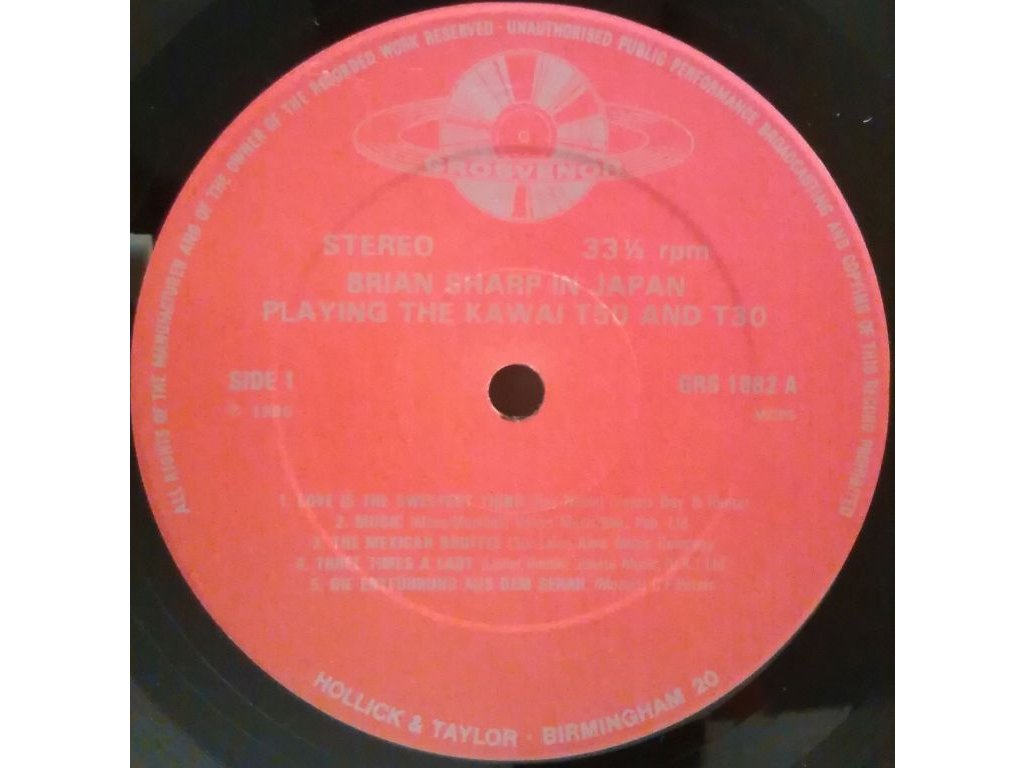 ALL RIGHTS OF THE MANUFACTURER AND OF THE OWNER OF THE RECORDED WORK RESERVED · UNAUTHORISED PUBLIC PERFORMANCE BROADCASTING AND COPYING OF THIS RECORD PROHIBITED
GROSVENOR
STEREO 33⅓ rpm
BRIAN SHARP IN JAPAN
PLAYING THE KAWAI T50 AND T30
SIDE 1 GRS 1082 A
℗ 1980
1. LOVE IS THE SWEETEST THING
2. MUSIC
3. THE MEXICAN SHUFFLE
4. THREE TIMES A LADY
5. DIE ENTFUHRUNG AUS DEM SERAIL
HOLLICK & TAYLOR · BIRMINGHAM 20